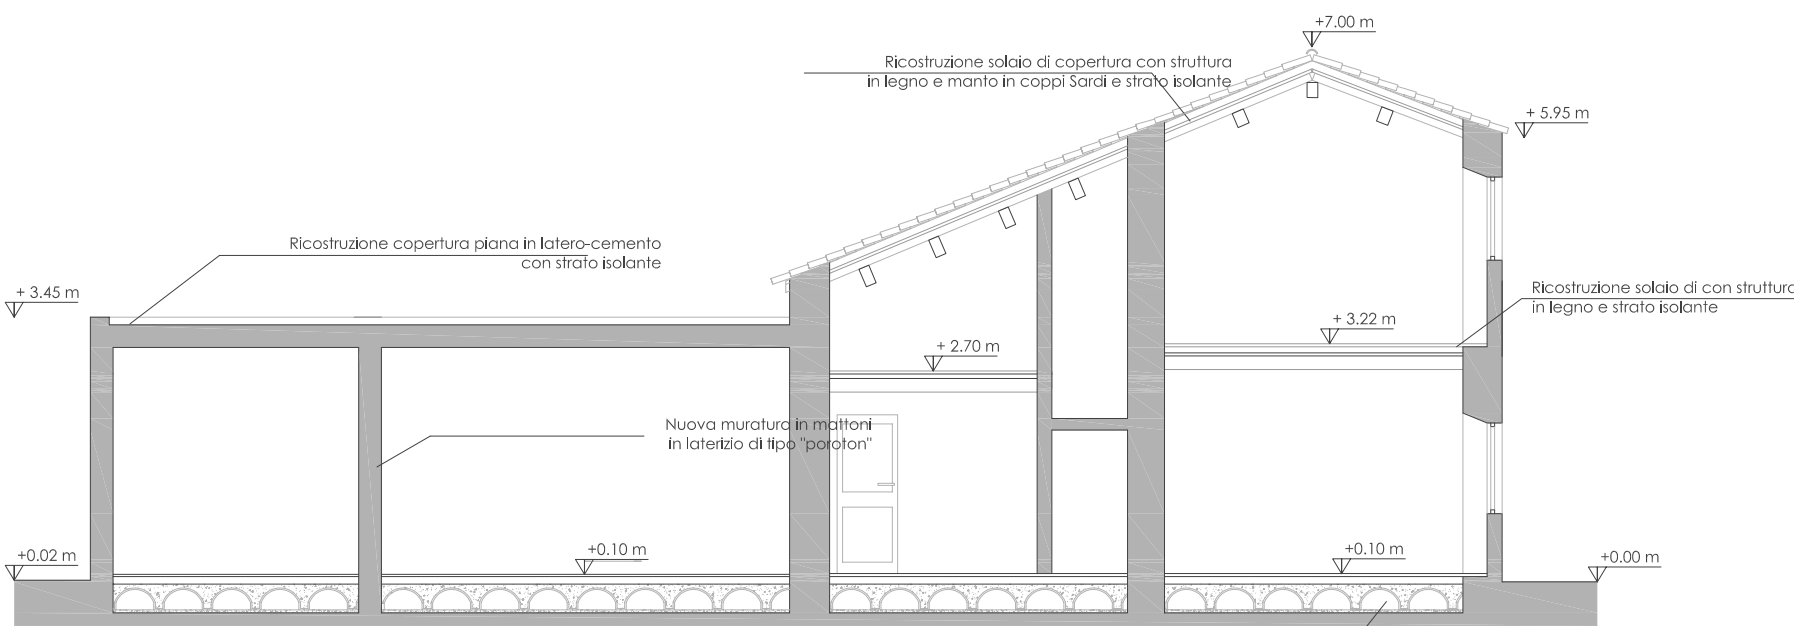 +7.00 m
Ricostruzione solaio di copertura con struttura
in legno e manto in coppi Sardi e strato isolante
+ 5.95 m
Ricostruzione copertura piana in latero-cemento
con strato isolante
+ 3.45 m
Ricostruzione solaio di con struttura
in legno e strato isolante
+ 3.22 m
+ 2.70 m
Nuova muratura in mattoni
in laterizio di tipo "poroton"
+0.02 m
+0.10 m
+0.10 m
+0.00 m